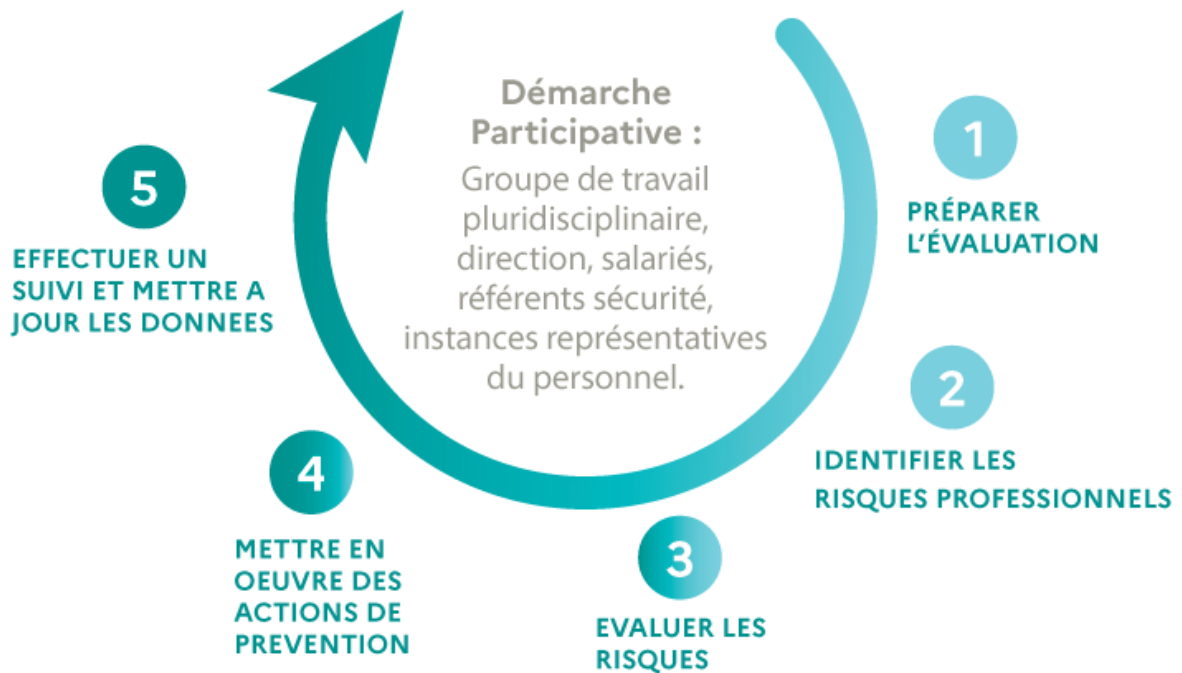 Démarche
Participative :
Groupe de travail
pluridisciplinaire,
direction, salariés,
référents sécurité,
instances représentatives
du personnel.
1
PRÉPARER
L'ÉVALUATION
2
IDENTIFIER LES
RISQUES PROFESSIONNELS
3
EVALUER LES
RISQUES
4
METTRE EN
OEUVRE DES
ACTIONS DE
PREVENTION
5
EFFECTUER UN
SUIVI ET METTRE A
JOUR LES DONNEES